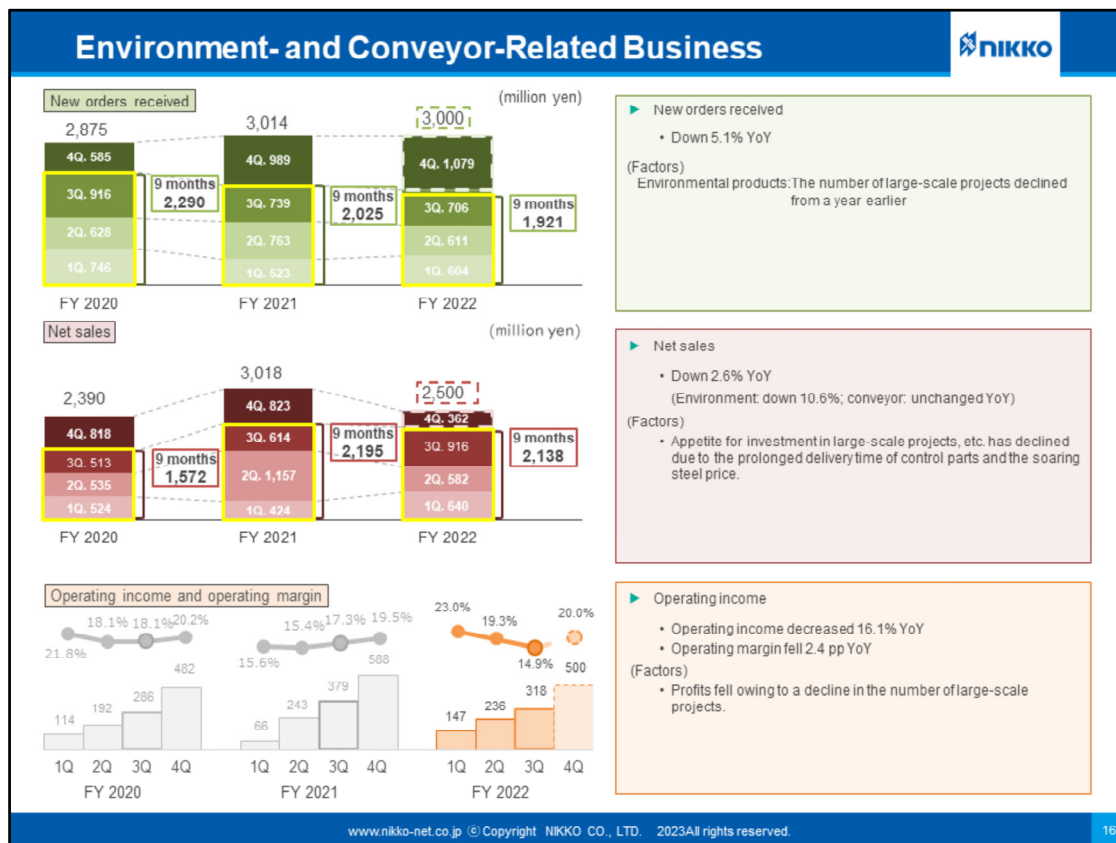 Environment- and Conveyor-Related Business
NIKKO
New orders received
(million yen)
2,875
3,014
3,000
4Q. 585
4Q. 989
4Q. 1,079
3Q. 916
9 months
2,290
3Q. 739
9 months
2,025
3Q. 706
9 months
1,921
2Q. 628
2Q. 763
2Q. 611
1Q. 746
1Q. 523
1Q. 604
FY 2020
FY 2021
FY 2022
► New orders received
• Down 5.1% YoY
(Factors)
Environmental products:The number of large-scale projects declined
from a year earlier
Net sales
(million yen)
2,390
3,018
2,500
4Q. 818
4Q. 823
4Q. 362
3Q. 513
9 months
1,572
3Q. 614
9 months
2,195
3Q. 916
9 months
2,138
2Q. 535
2Q. 1,157
2Q. 582
1Q. 524
1Q. 424
1Q. 640
FY 2020
FY 2021
FY 2022
► Net sales
• Down 2.6% YoY
(Environment: down 10.6%; conveyor: unchanged YoY)
(Factors)
• Appetite for investment in large-scale projects, etc. has declined
due to the prolonged delivery time of control parts and the soaring
steel price.
Operating income and operating margin
21.8%
18.1%
18.1%
20.2%
15.6%
15.4%
17.3%
19.5%
23.0%
19.3%
14.9%
20.0%
114
192
286
482
66
243
379
588
147
236
318
500
1Q 2Q 3Q 4Q
1Q 2Q 3Q 4Q
1Q 2Q 3Q 4Q
FY 2020
FY 2021
FY 2022
► Operating income
• Operating income decreased 16.1% YoY
• Operating margin fell 2.4 pp YoY
(Factors)
• Profits fell owing to a decline in the number of large-scale
projects.
www.nikko-net.co.jp ⓒ Copyright NIKKO CO., LTD. 2023All rights reserved.
16